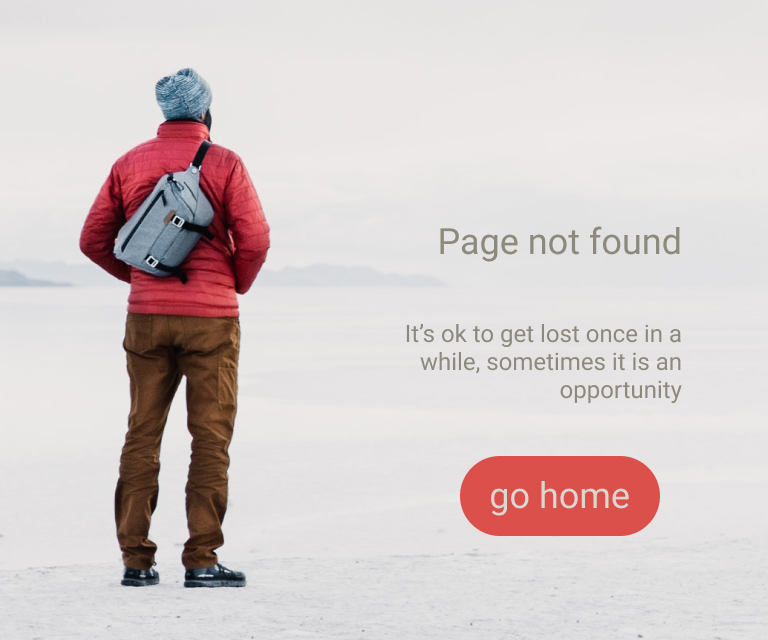 Page not found
It’s ok to get lost once in a
while, sometimes it is an
opportunity
go home